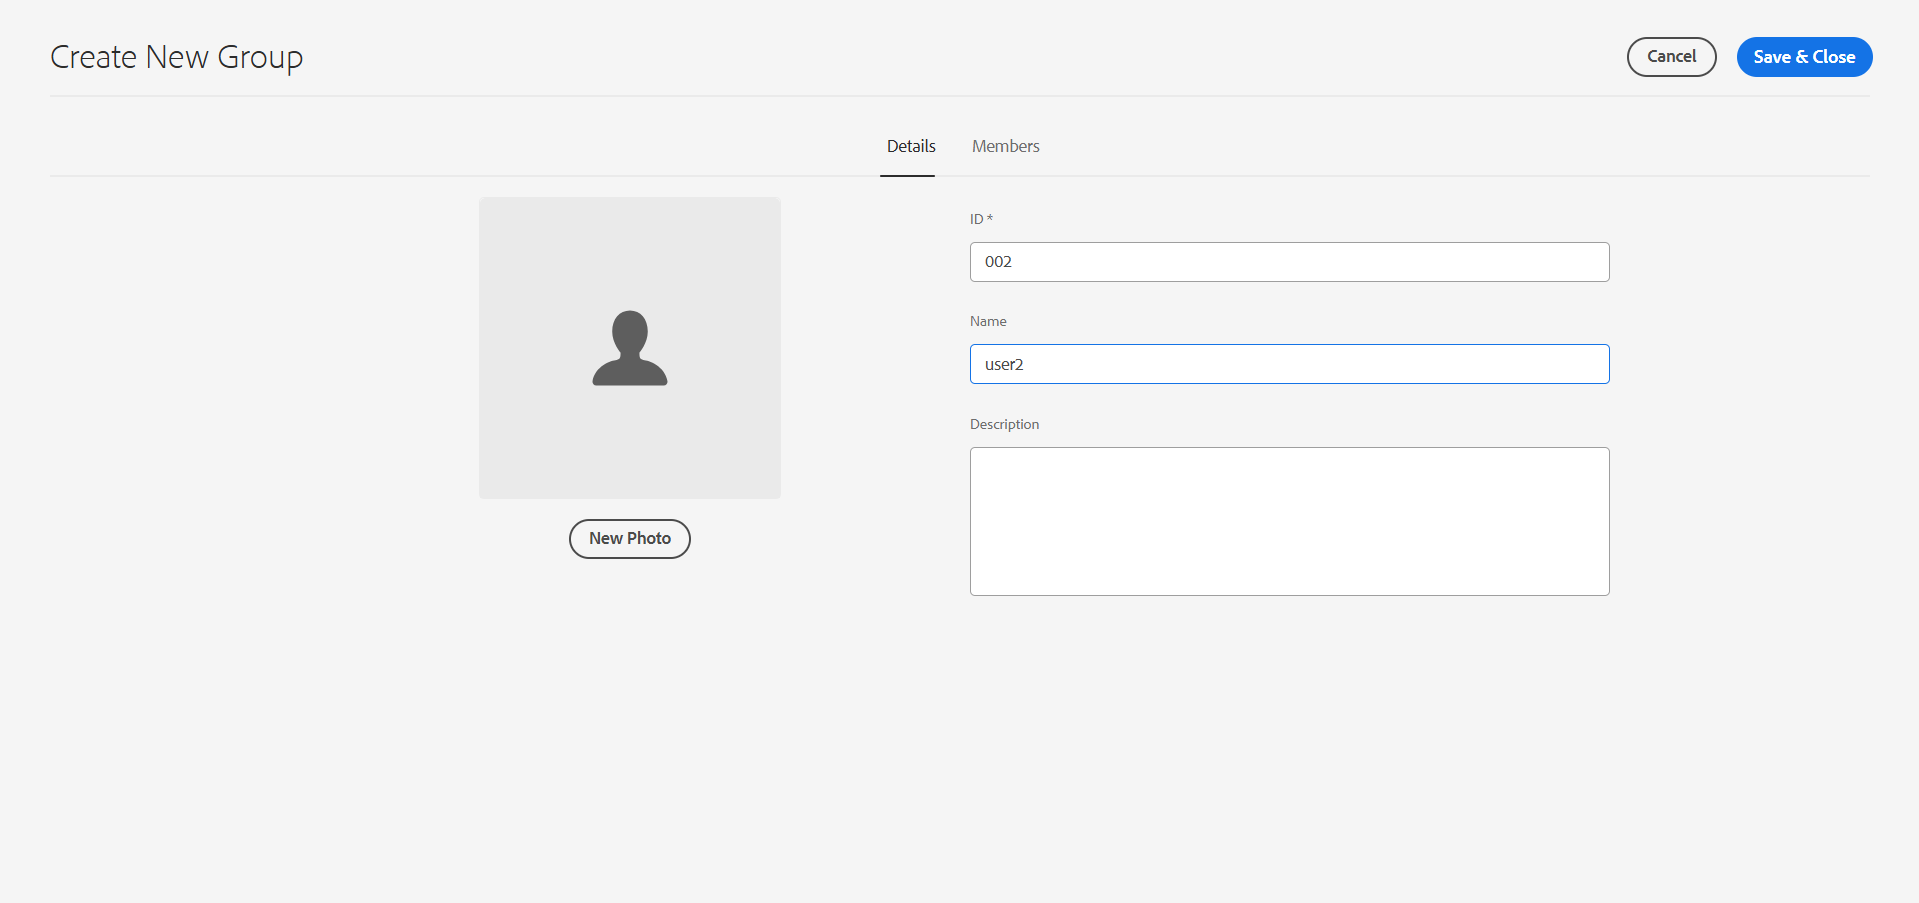 Create New Group
Cancel
Save & Close
Details
Members
ID *
002
Name
user2
Description
New Photo